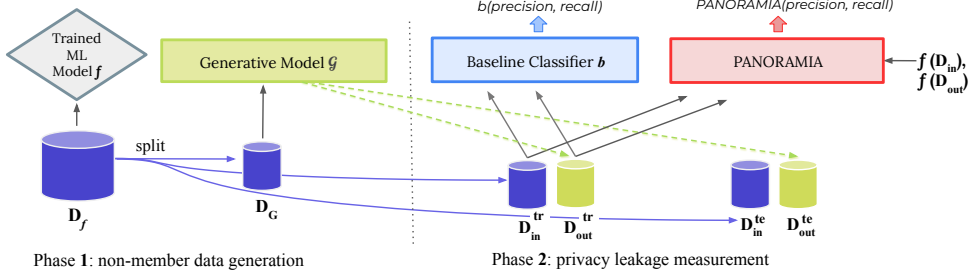 b(precision, recall)
PANORAMIA(precision, recall)
Trained
ML
Model f
Generative Model 𝒢
Baseline Classifier b
PANORAMIA
f (D_in),
f (D_out)
split
D_f
D_G
D_in^tr
D_out^tr
D_in^te
D_out^te
Phase 1: non-member data generation
Phase 2: privacy leakage measurement